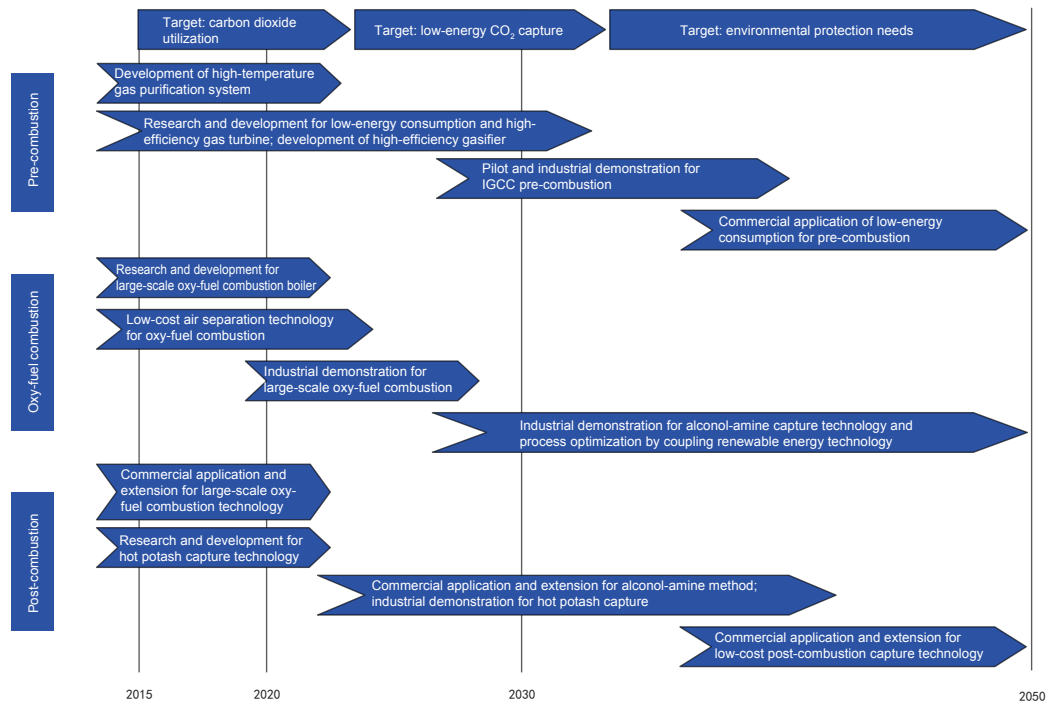 Target: carbon dioxide
utilization
Target: low-energy CO₂ capture
Target: environmental protection needs
Pre-combustion
Development of high-temperature
gas purification system
Research and development for low-energy consumption and high-
efficiency gas turbine; development of high-efficiency gasifier
Pilot and industrial demonstration for
IGCC pre-combustion
Commercial application of low-energy
consumption for pre-combustion
Oxy-fuel combustion
Research and development for
large-scale oxy-fuel combustion boiler
Low-cost air separation technology
for oxy-fuel combustion
Industrial demonstration for
large-scale oxy-fuel combustion
Industrial demonstration for alconol-amine capture technology and
process optimization by coupling renewable energy technology
Post-combustion
Commercial application and
extension for large-scale oxy-
fuel combustion technology
Research and development for
hot potash capture technology
Commercial application and extension for alconol-amine method;
industrial demonstration for hot potash capture
Commercial application and extension for
low-cost post-combustion capture technology
2015
2020
2030
2050